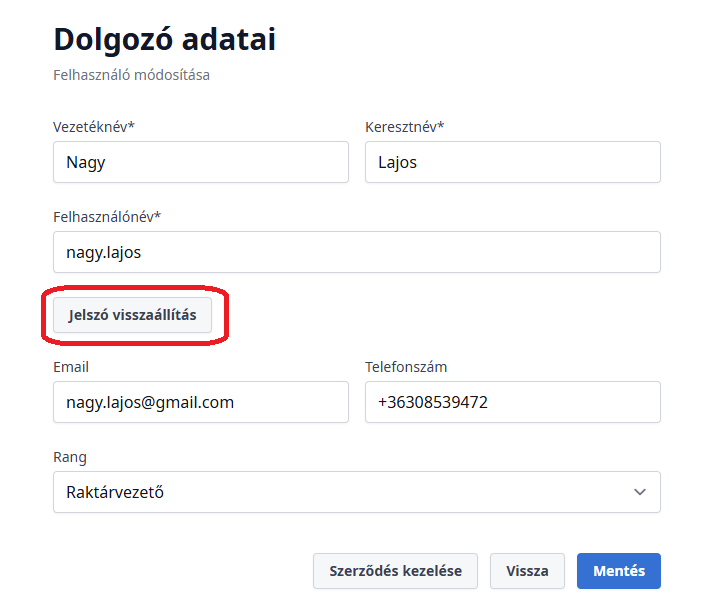 Dolgozó adatai
Felhasználó módosítása
Vezetéknév* Keresztnév*
Nagy Lajos
Felhasználónév*
nagy.lajos
Jelszó visszaállítás
Email Telefonszám
nagy.lajos@gmail.com +36308539472
Rang
Raktárvezető
Szerződés kezelése Vissza Mentés